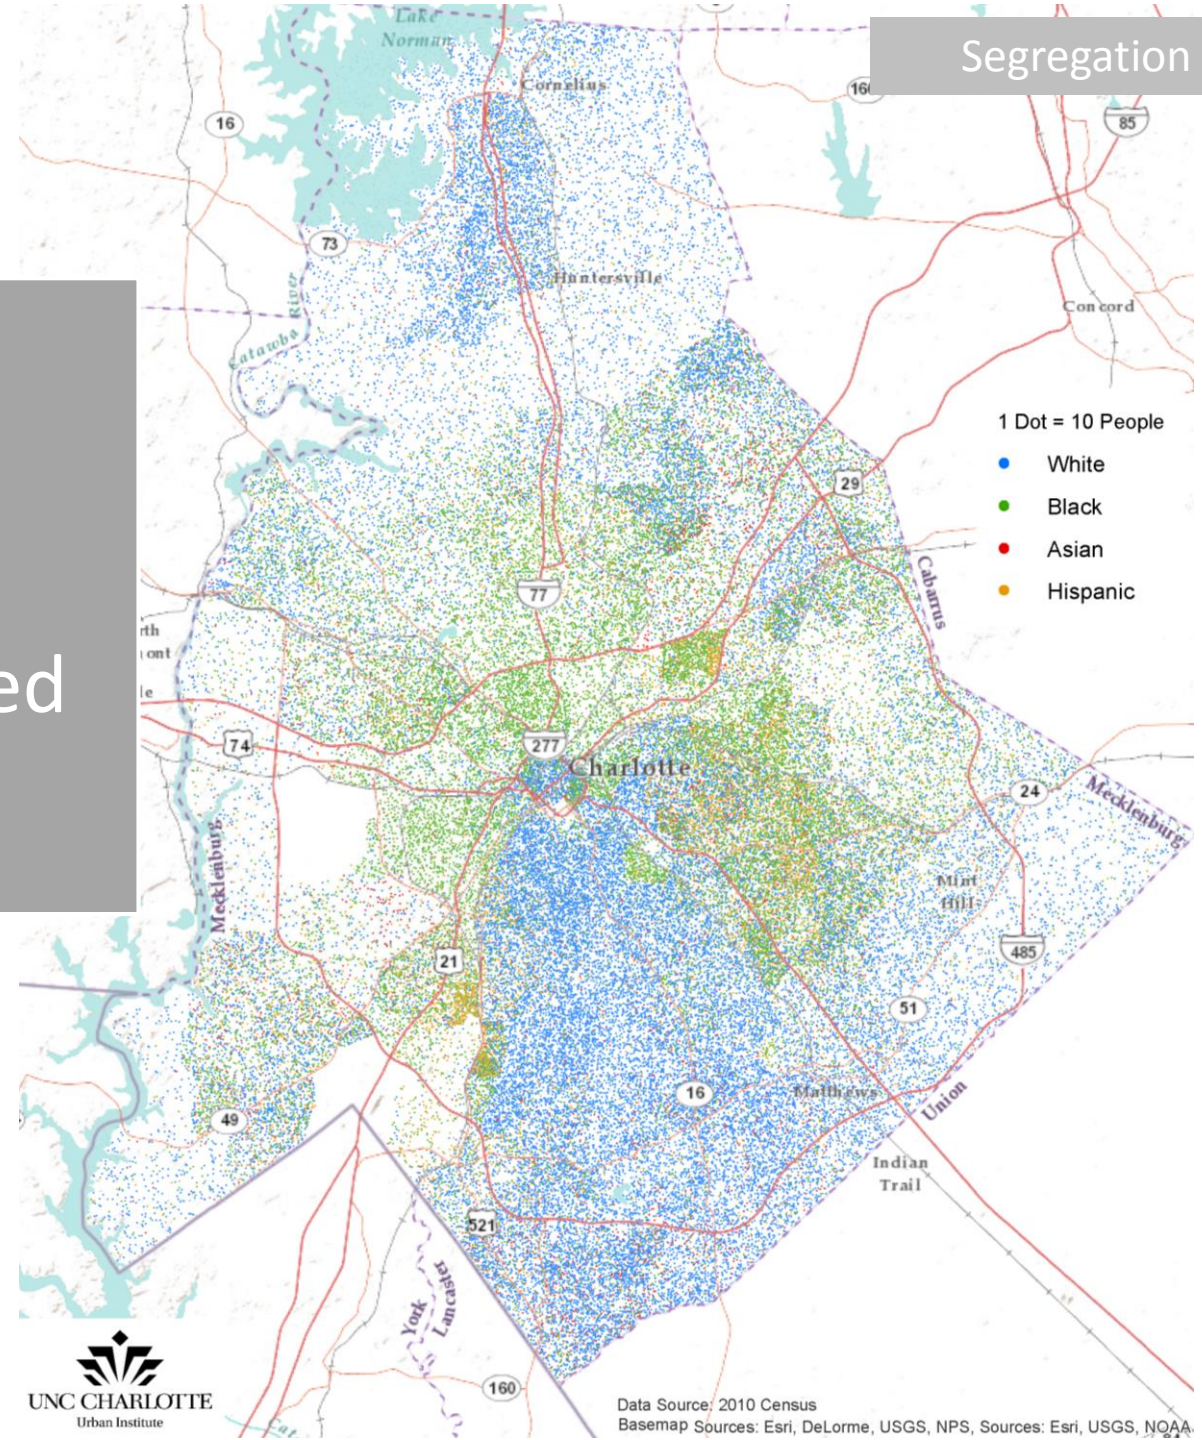 Segregation
Lake
Norman
Cornelius
16
85
73
Huntersville
Concord
Catawba River
1 Dot = 10 People
White
Black
Asian
Hispanic
29
Cabarrus
77
ed
74
277
Charlotte
24
Mecklenburg
Mecklenburg
Mint
Hill
21
485
51
49
16
Matthews
Union
Indian
Trail
521
York
Lancaster
160
UNC CHARLOTTE
Urban Institute
Data Source: 2010 Census
Basemap Sources: Esri, DeLorme, USGS, NPS, Sources: Esri, USGS, NOAA